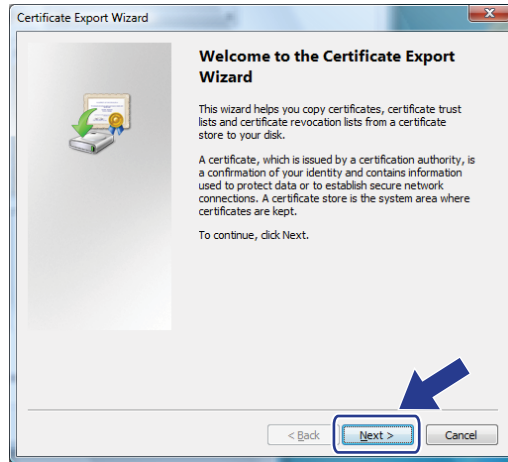 Certificate Export Wizard
Welcome to the Certificate Export
Wizard
This wizard helps you copy certificates, certificate trust
lists and certificate revocation lists from a certificate
store to your disk.
A certificate, which is issued by a certification authority, is
a confirmation of your identity and contains information
used to protect data or to establish secure network
connections. A certificate store is the system area where
certificates are kept.
To continue, click Next.
< Back Next > Cancel